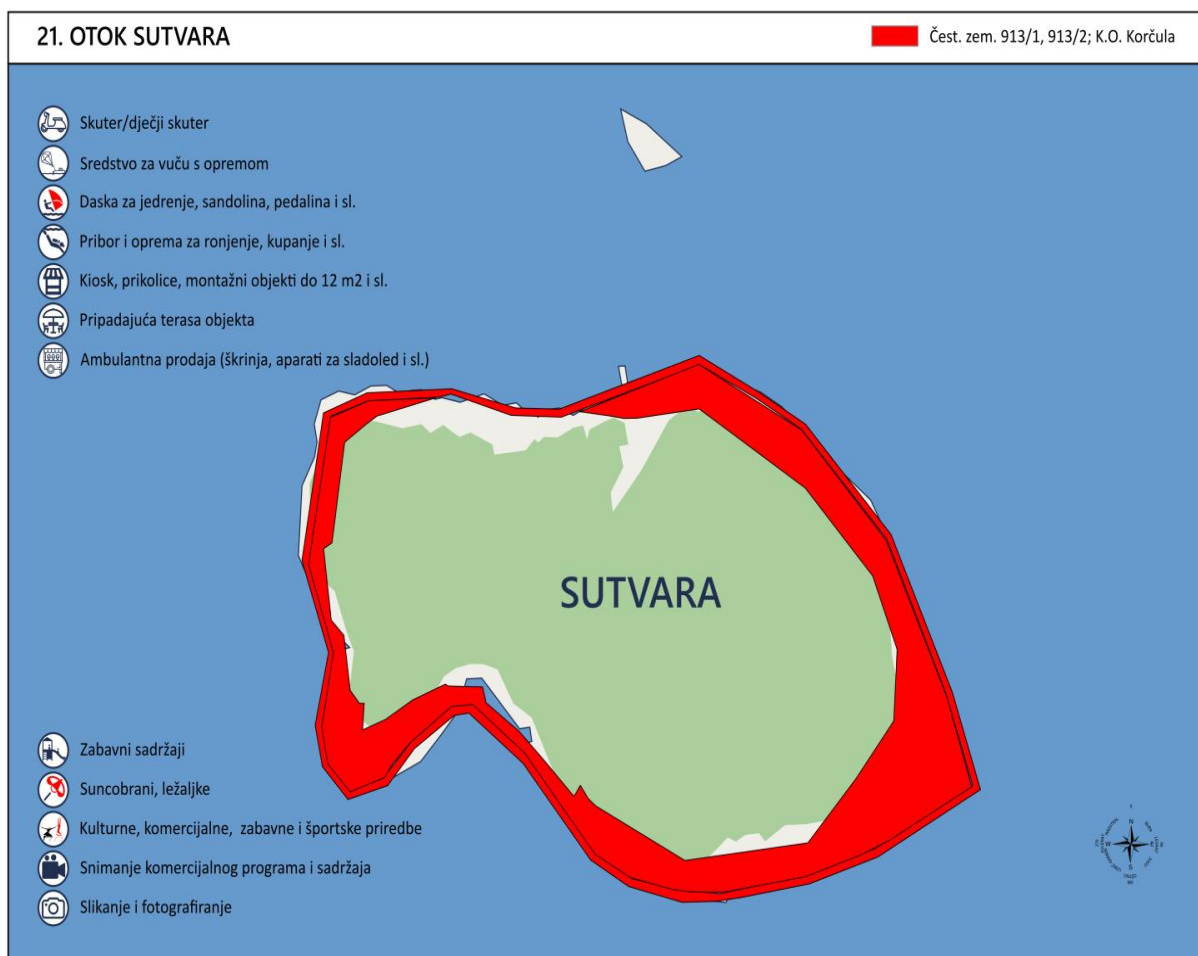 21. OTOK SUTVARA
Čest. zem. 913/1, 913/2; K.O. Korčula
Skuter/dječji skuter
Sredstvo za vuču s opremom
Daska za jedrenje, sandolina, pedalina i sl.
Pribor i oprema za ronjenje, kupanje i sl.
Kiosk, prikolice, montažni objekti do 12 m2 i sl.
Pripadajuća terasa objekta
Ambulantna prodaja (škrinja, aparati za sladoled i sl.)
SUTVARA
Zabavni sadržaji
Suncobrani, ležaljke
Kulturne, komercijalne, zabavne i športske priredbe
Snimanje komercijalnog programa i sadržaja
Slikanje i fotografiranje
N
W E
S